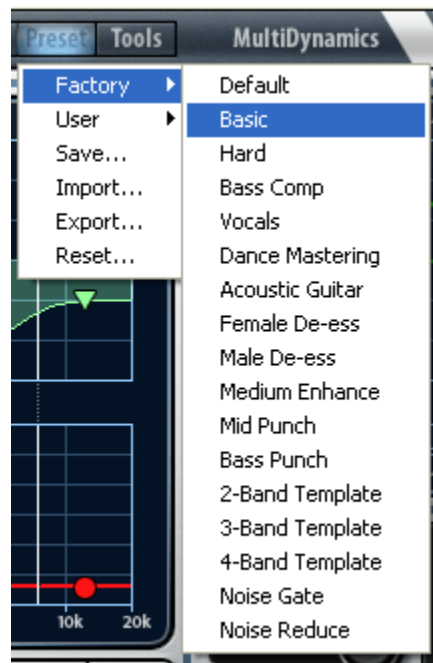 Preset Tools MultiDynamics
Factory
User
Save...
Import...
Export...
Reset...
Default
Basic
Hard
Bass Comp
Vocals
Dance Mastering
Acoustic Guitar
Female De-ess
Male De-ess
Medium Enhance
Mid Punch
Bass Punch
2-Band Template
3-Band Template
4-Band Template
Noise Gate
Noise Reduce
10k 20k